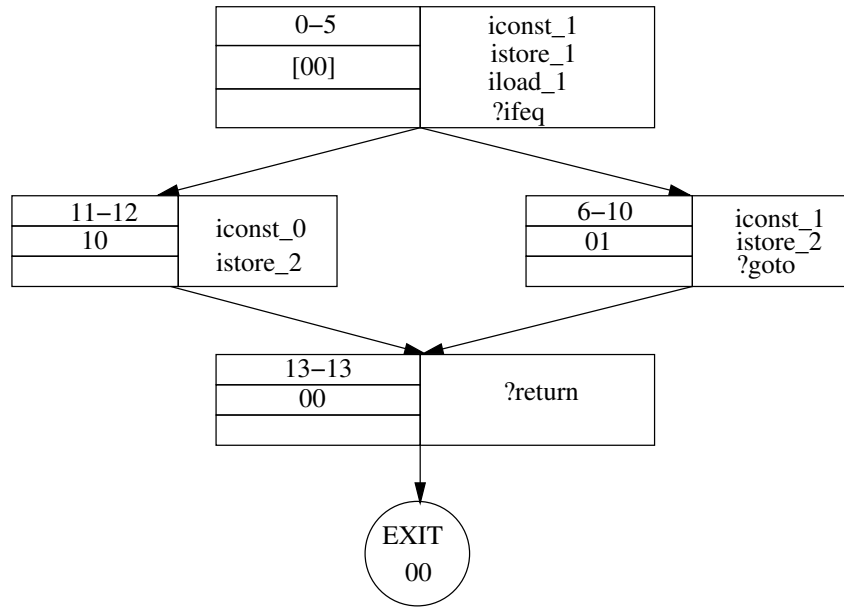 0–5
[00]
iconst_1
istore_1
iload_1
?ifeq
11–12
10
iconst_0
istore_2
6–10
01
iconst_1
istore_2
?goto
13–13
00
?return
EXIT
00